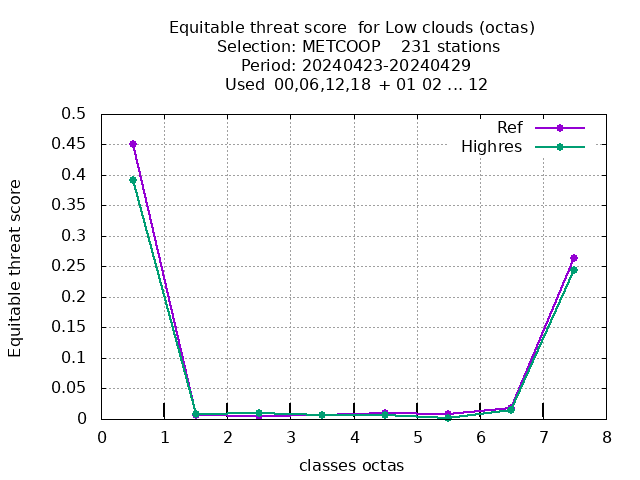 Equitable threat score  for Low clouds (octas)
Selection: METCOOP    231 stations
Period: 20240423-20240429
Used  00,06,12,18 + 01 02 ... 12
Ref
Highres
0.5
0.45
0.4
0.35
0.3
0.25
0.2
0.15
0.1
0.05
0
Equitable threat score
0 1 2 3 4 5 6 7 8
classes octas